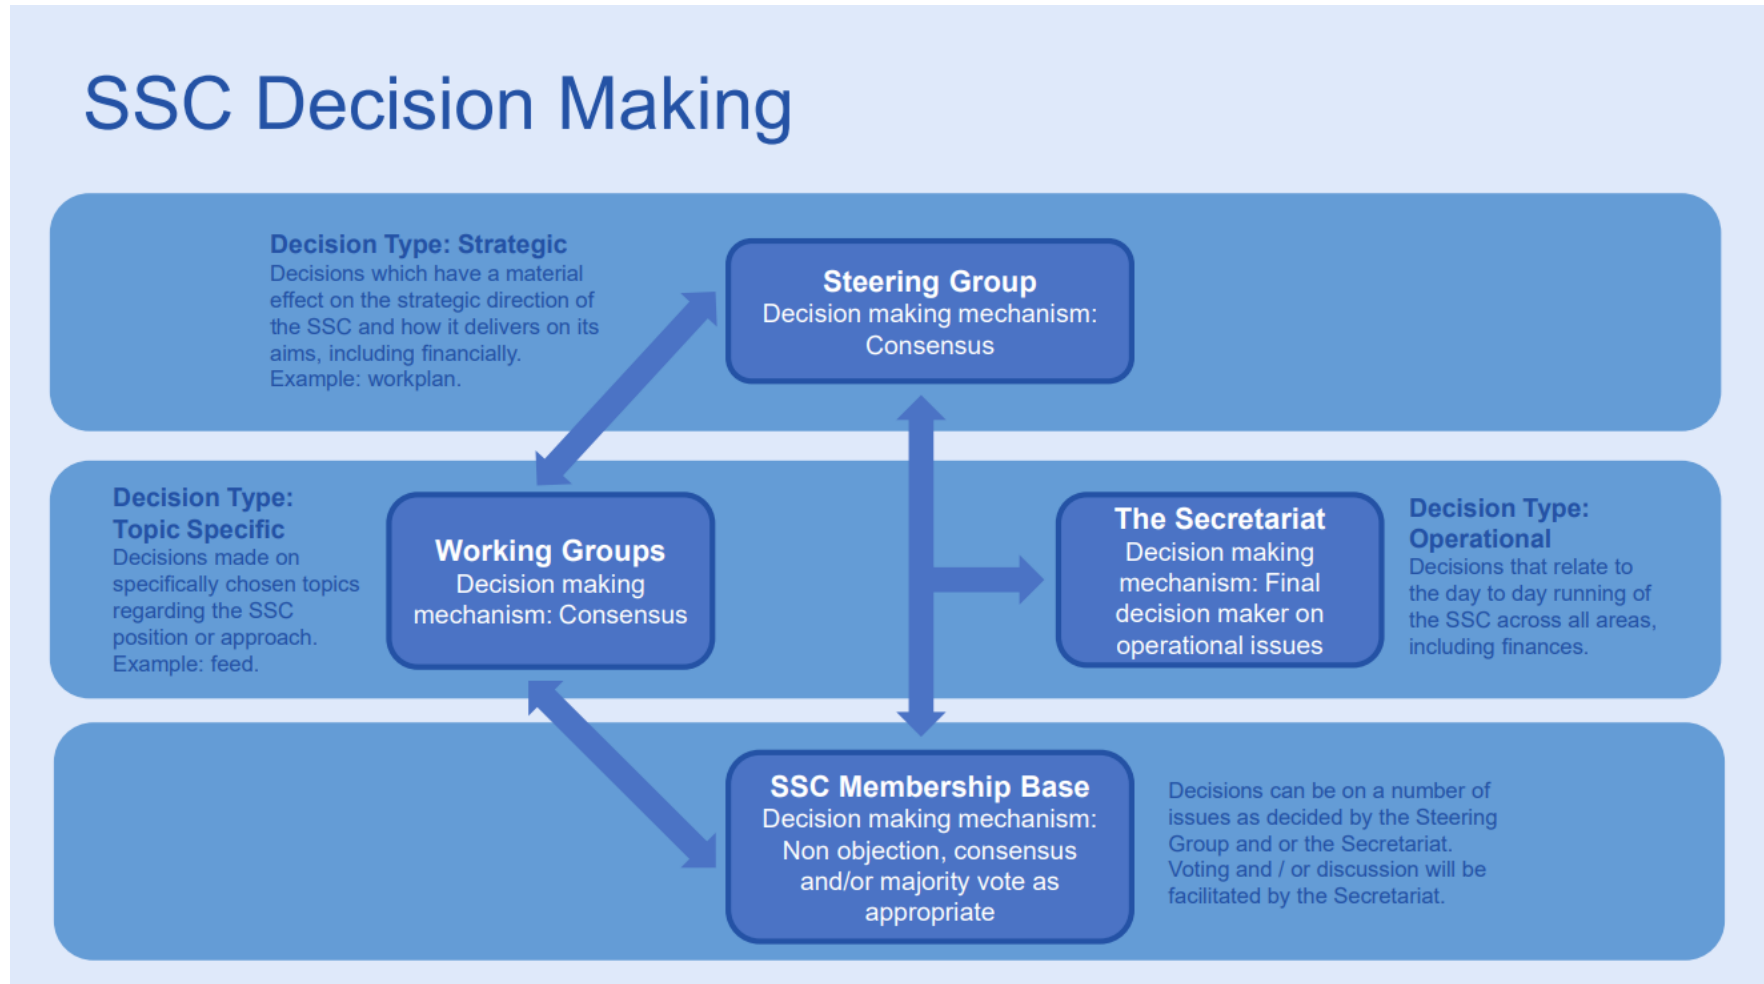 SSC Decision Making
Decision Type: Strategic
Decisions which have a material
effect on the strategic direction of
the SSC and how it delivers on its
aims, including financially.
Example: workplan.
Steering Group
Decision making mechanism:
Consensus
Decision Type:
Topic Specific
Decisions made on
specifically chosen topics
regarding the SSC
position or approach.
Example: feed.
Working Groups
Decision making
mechanism: Consensus
The Secretariat
Decision making
mechanism: Final
decision maker on
operational issues
Decision Type:
Operational
Decisions that relate to
the day to day running of
the SSC across all areas,
including finances.
SSC Membership Base
Decision making mechanism:
Non objection, consensus
and/or majority vote as
appropriate
Decisions can be on a number of
issues as decided by the Steering
Group and or the Secretariat.
Voting and / or discussion will be
facilitated by the Secretariat.